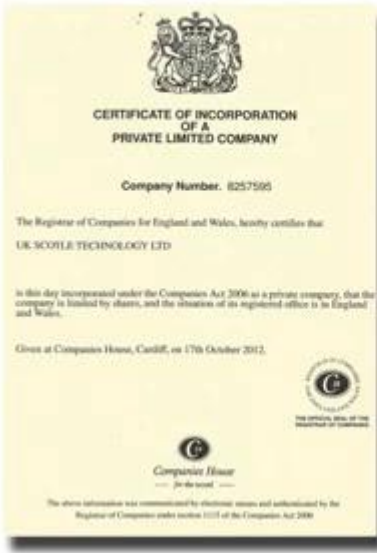 CERTIFICATE OF INCORPORATION
OF A
PRIVATE LIMITED COMPANY
Company Number. 8257595
The Registrar of Companies for England and Wales, hereby certifies that
UK SCOYLE TECHNOLOGY LTD
is this day incorporated under the Companies Act 2006 as a private company, that the
company is limited by shares, and the situation of its registered office is in England
and Wales.
Given at Companies House, Cardiff, on 17th October 2012.
THE OFFICIAL SEAL OF THE
REGISTRAR OF COMPANIES
Companies House
for the record
The above information was communicated by electronic means and authenticated by the
Registrar of Companies under section 1115 of the Companies Act 2006